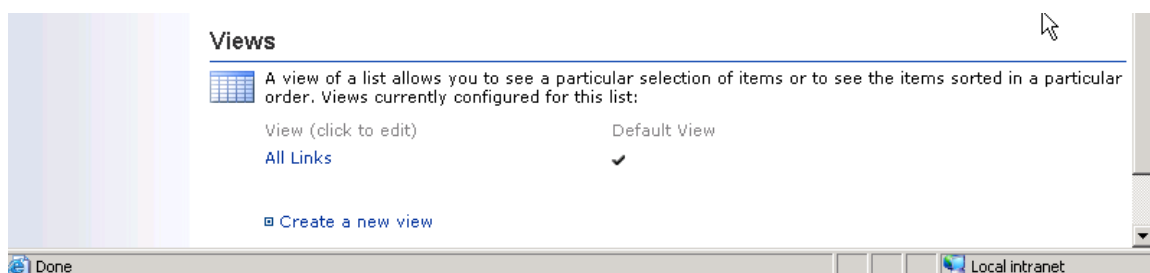 Views
A view of a list allows you to see a particular selection of items or to see the items sorted in a particular
order. Views currently configured for this list:
View (click to edit) Default View
All Links
Create a new view
Done Local intranet